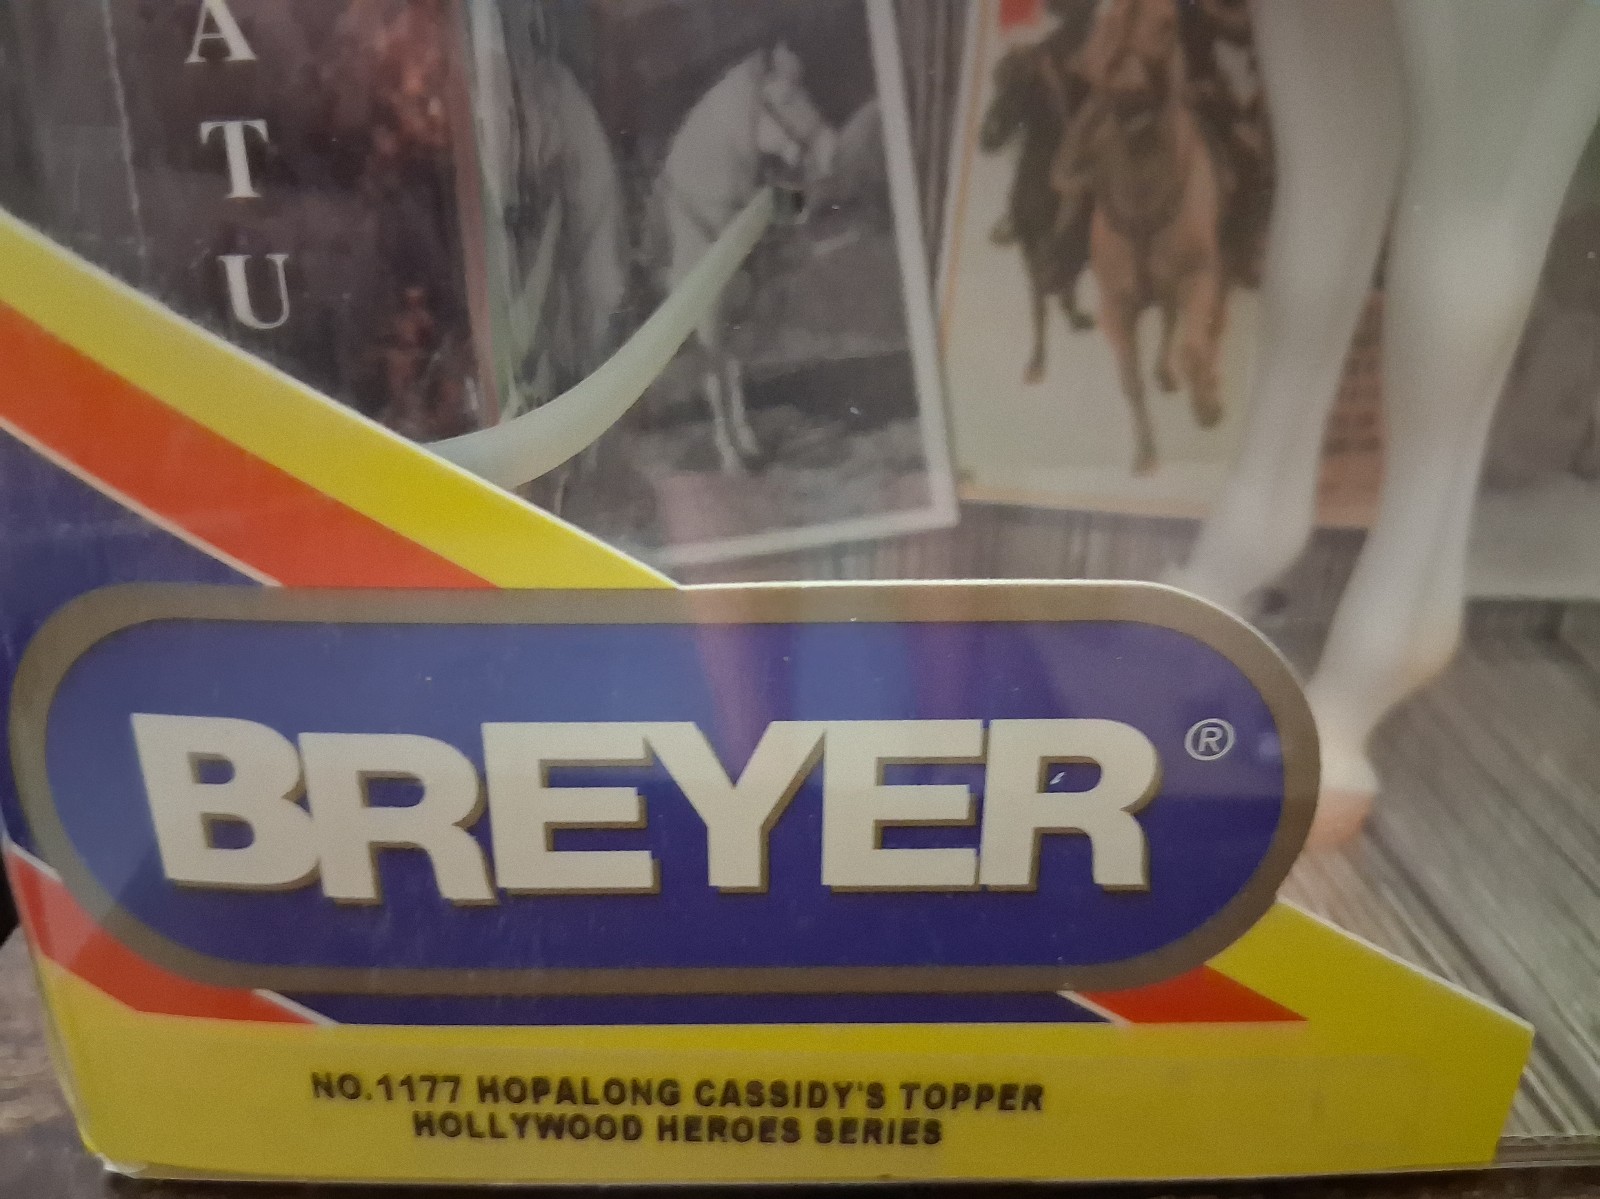 A
T
U
BREYER®
NO.1177 HOPALONG CASSIDY'S TOPPER
HOLLYWOOD HEROES SERIES